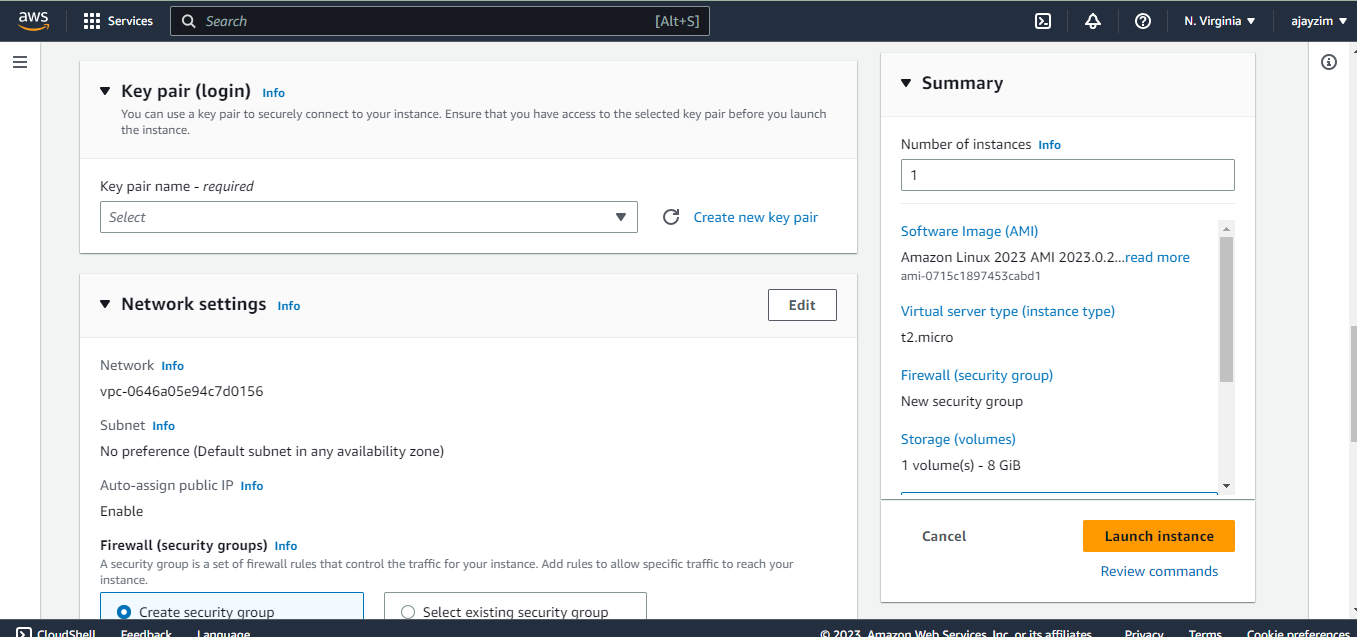 aws
Services
Search
[Alt+S]
N. Virginia
ajayzim
Key pair (login) Info
You can use a key pair to securely connect to your instance. Ensure that you have access to the selected key pair before you launch
the instance.
Key pair name - required
Select
Create new key pair
Network settings Info
Edit
Network Info
vpc-0646a05e94c7d0156
Subnet Info
No preference (Default subnet in any availability zone)
Auto-assign public IP Info
Enable
Firewall (security groups) Info
A security group is a set of firewall rules that control the traffic for your instance. Add rules to allow specific traffic to reach your
instance.
Create security group
Select existing security group
Summary
Number of instances Info
1
Software Image (AMI)
Amazon Linux 2023 AMI 2023.0.2...read more
ami-0715c1897453cabd1
Virtual server type (instance type)
t2.micro
Firewall (security group)
New security group
Storage (volumes)
1 volume(s) - 8 GiB
Cancel
Launch instance
Review commands
CloudShell
Feedback
Language
© 2023, Amazon Web Services, Inc. or its affiliates.
Privacy
Terms
Cookie preferences